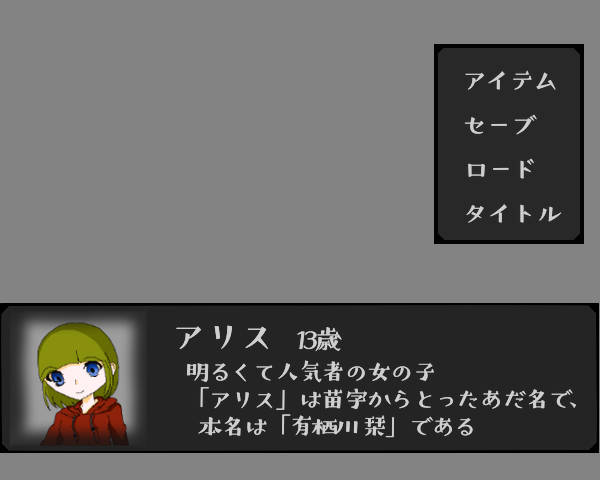 アイテム
セーブ
ロード
タイトル
アリス 13歳
明るくて人気者の女の子
「アリス」は苗字からとったあだ名で、
本名は「有栖川 栞」である